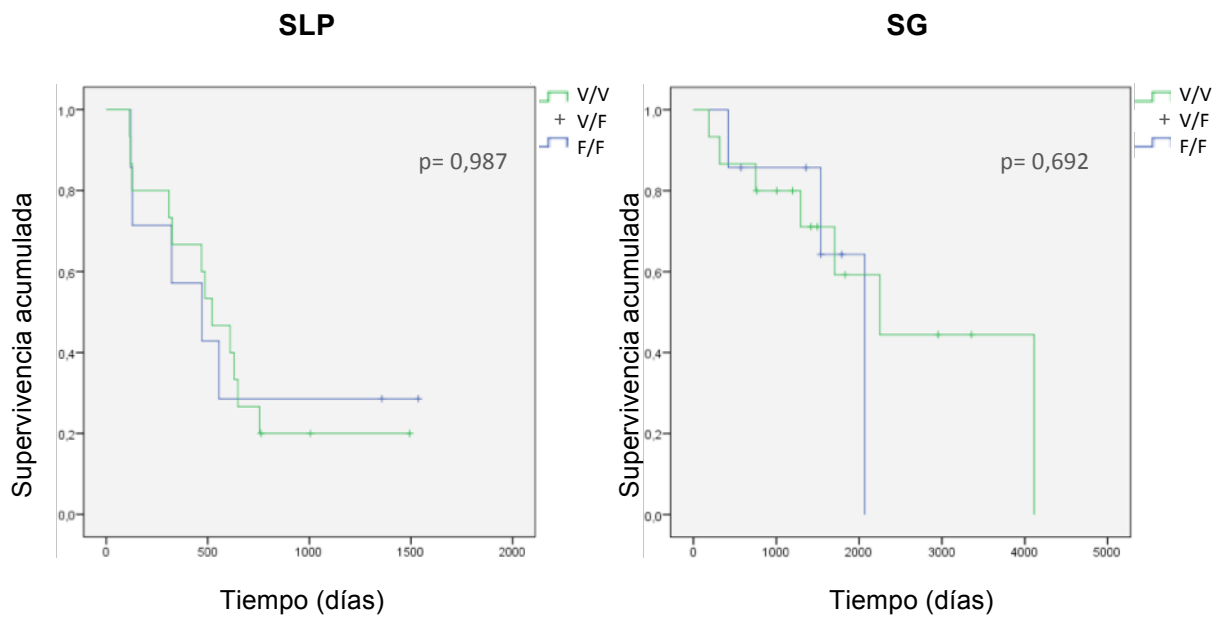 SLP
SG
V/V
+ V/F
F/F
p= 0,987
Supervivencia acumulada
1,0
0,8
0,6
0,4
0,2
0,0
0 500 1000 1500 2000
Tiempo (días)
V/V
+ V/F
F/F
p= 0,692
Supervivencia acumulada
1,0
0,8
0,6
0,4
0,2
0,0
0 1000 2000 3000 4000 5000
Tiempo (días)